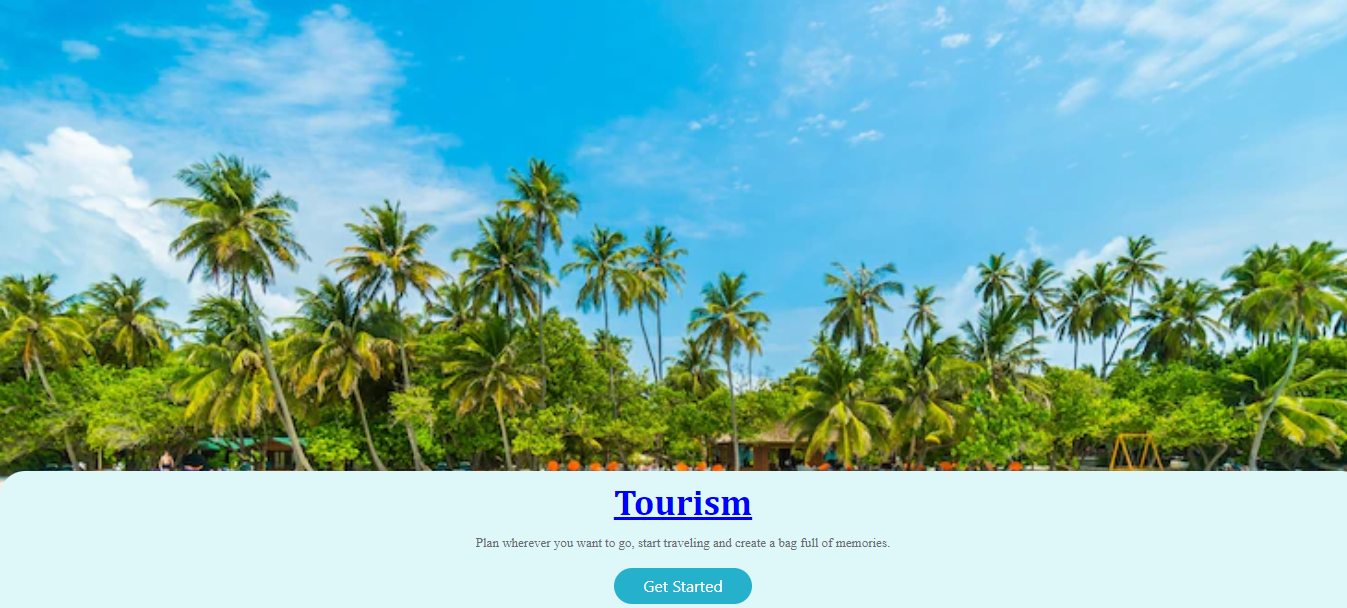 Tourism
Plan wherever you want to go, start traveling and create a bag full of memories.
Get Started